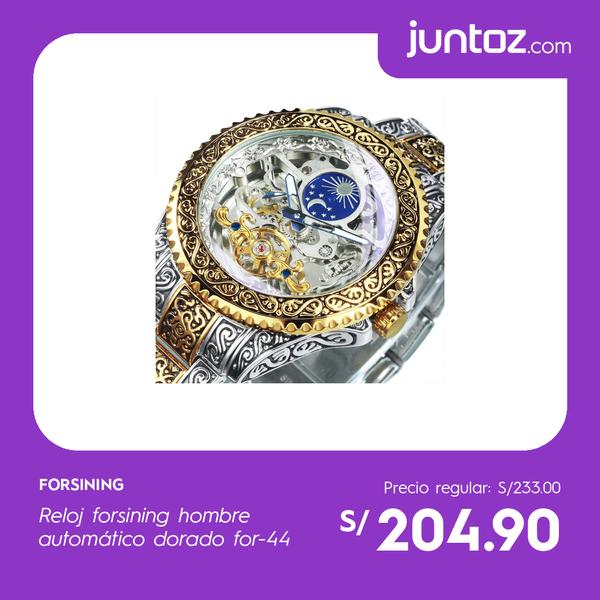 juntoz.com
FORSINING
Reloj forsining hombre
automático dorado for-44
Precio regular: S/233.00
S/ 204.90